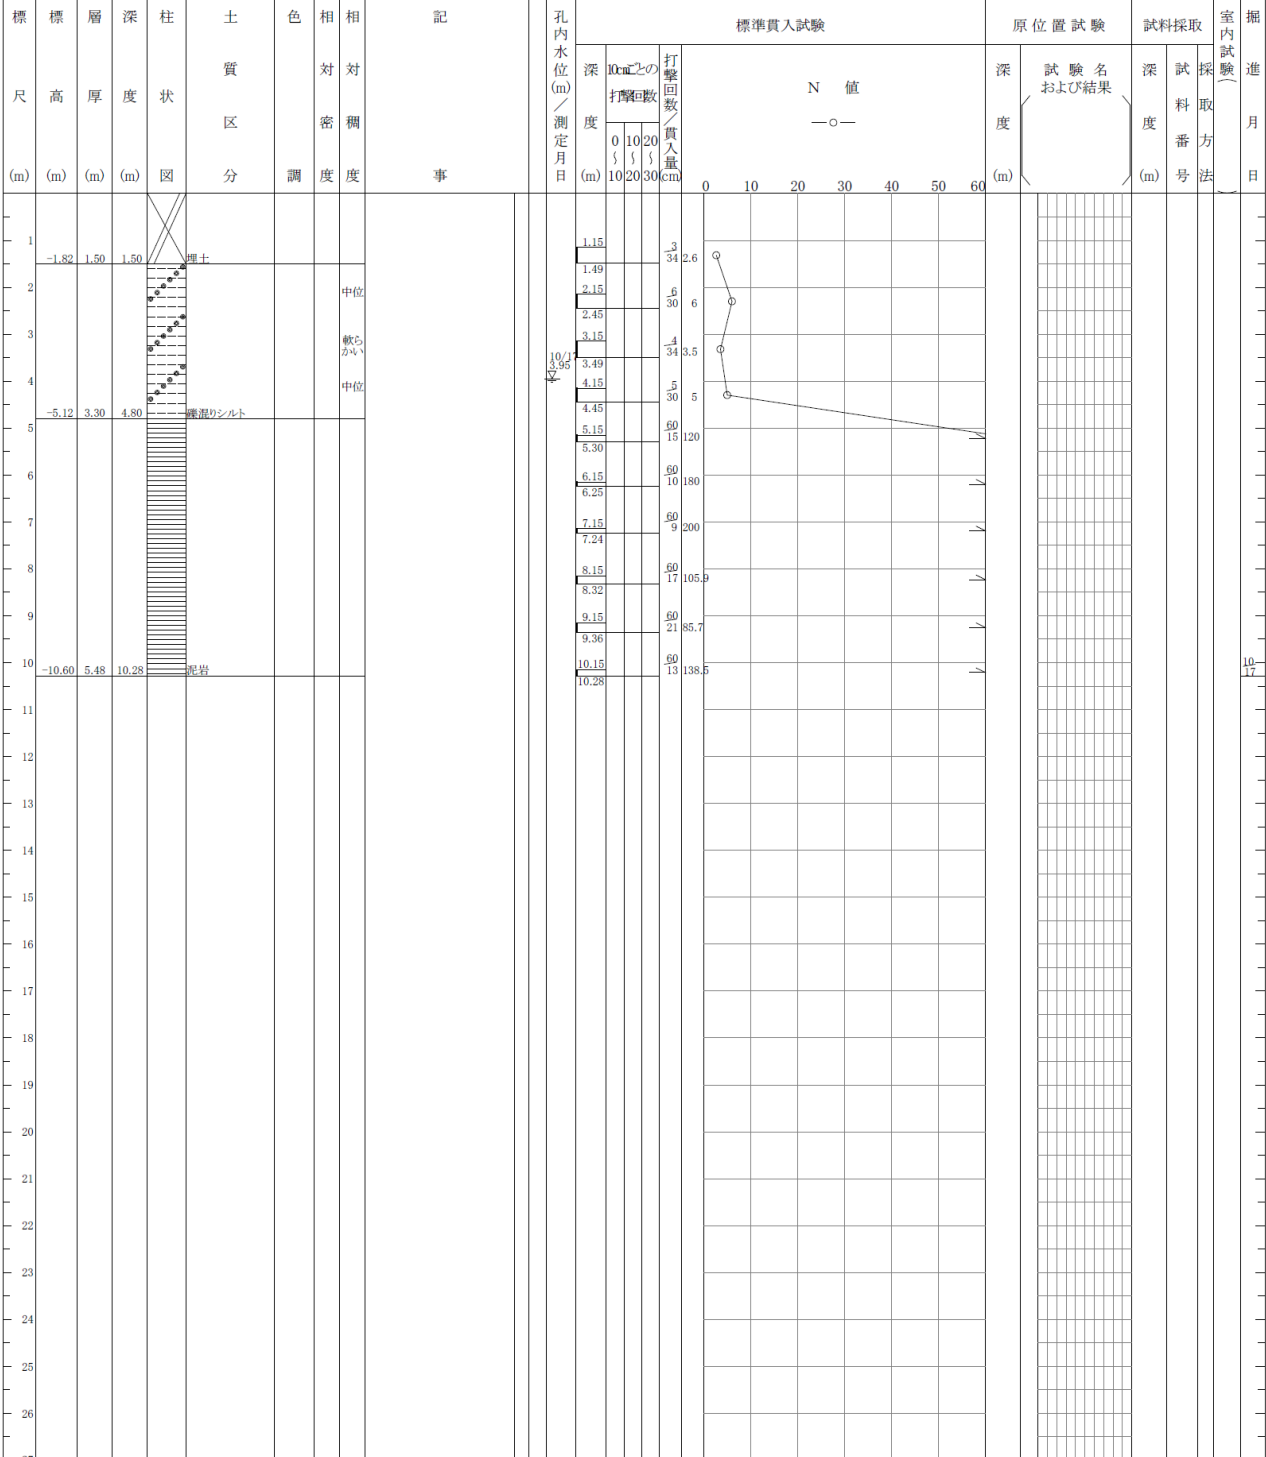 標尺(m)
標高(m)
層厚(m)
深度(m)
柱状図
土質区分
色調
相対密度
相対稠度
記事
孔内水位(m)/測定月日
標準貫入試験
深度(m)
10cmごとの
打撃回数
0〜10
10〜20
20〜30
打撃回数/貫入量(cm)
N 値
0 10 20 30 40 50 60
原位置試験
深度(m)
試験名
および結果
試料採取
深度(m)
試料番号
採取方法
室内試験( )
掘進月日
1
-1.82 1.50 1.50 埋土
2
3
4
-5.12 3.30 4.80 礫混りシルト
5
6
7
8
9
10
-10.60 5.48 10.28 泥岩
11
12
13
14
15
16
17
18
19
20
21
22
23
24
25
26
中位
軟ら
かい
中位
10/17
3.95
1.15
1.49
3
34 2.6
2.15
2.45
6
30 6
3.15
3.49
4
34 3.5
4.15
4.45
5
30 5
5.15
5.30
60
15 120
6.15
6.25
60
10 180
7.15
7.24
60
9 200
8.15
8.32
60
17 105.9
9.15
9.36
60
21 85.7
10.15
10.28
60
13 138.5
10
17